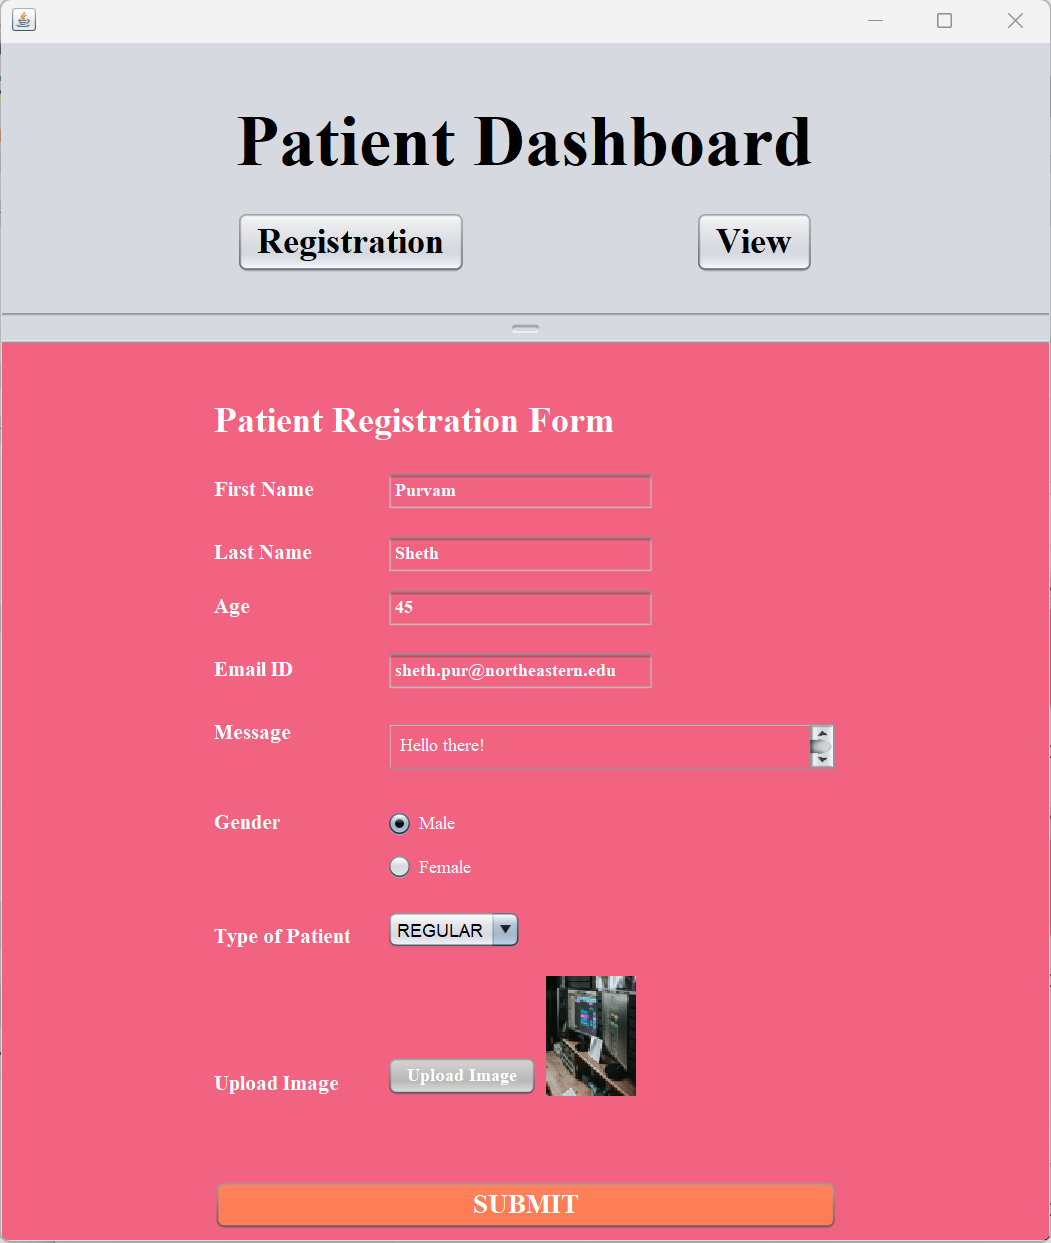 Patient Dashboard
Registration
View
Patient Registration Form
First Name
Purvam
Last Name
Sheth
Age
45
Email ID
sheth.pur@northeastern.edu
Message
Hello there!
Gender
Male
Female
Type of Patient
REGULAR
Upload Image
Upload Image
SUBMIT